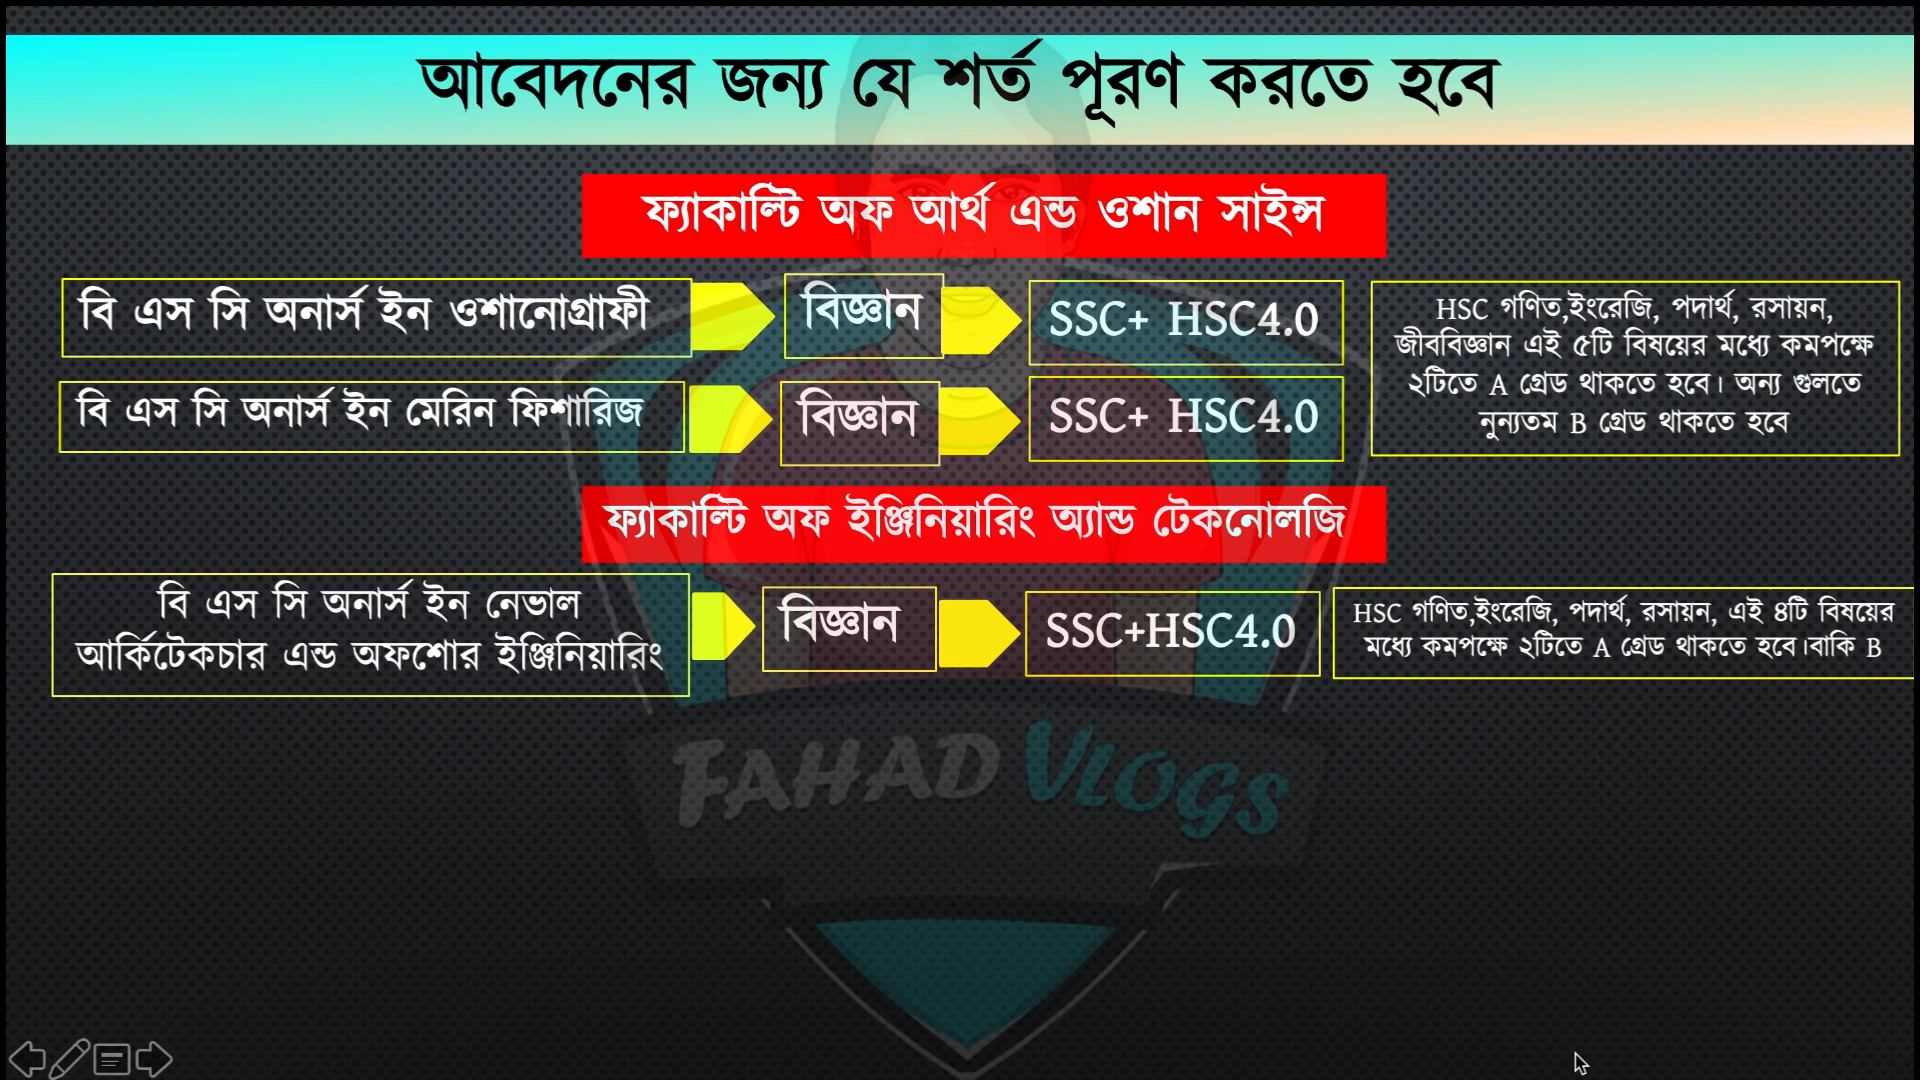 আবেদনের জন্য যে শর্ত পূরণ করতে হবে
ফ্যাকাল্টি অফ আর্থ এন্ড ওশান সাইন্স
বি এস সি অনার্স ইন ওশানোগ্রাফী
বিজ্ঞান
SSC+ HSC4.0
HSC গণিত,ইংরেজি, পদার্থ, রসায়ন,
জীববিজ্ঞান এই ৫টি বিষয়ের মধ্যে কমপক্ষে
২টিতে A গ্রেড থাকতে হবে। অন্য গুলতে
নুন্যতম B গ্রেড থাকতে হবে
বি এস সি অনার্স ইন মেরিন ফিশারিজ
বিজ্ঞান
SSC+ HSC4.0
ফ্যাকাল্টি অফ ইঞ্জিনিয়ারিং অ্যান্ড টেকনোলজি
বি এস সি অনার্স ইন নেভাল
আর্কিটেকচার এন্ড অফশোর ইঞ্জিনিয়ারিং
বিজ্ঞান
SSC+HSC4.0
HSC গণিত,ইংরেজি, পদার্থ, রসায়ন, এই ৪টি বিষয়ের
মধ্যে কমপক্ষে ২টিতে A গ্রেড থাকতে হবে।বাকি B
FAHAD VLOGS